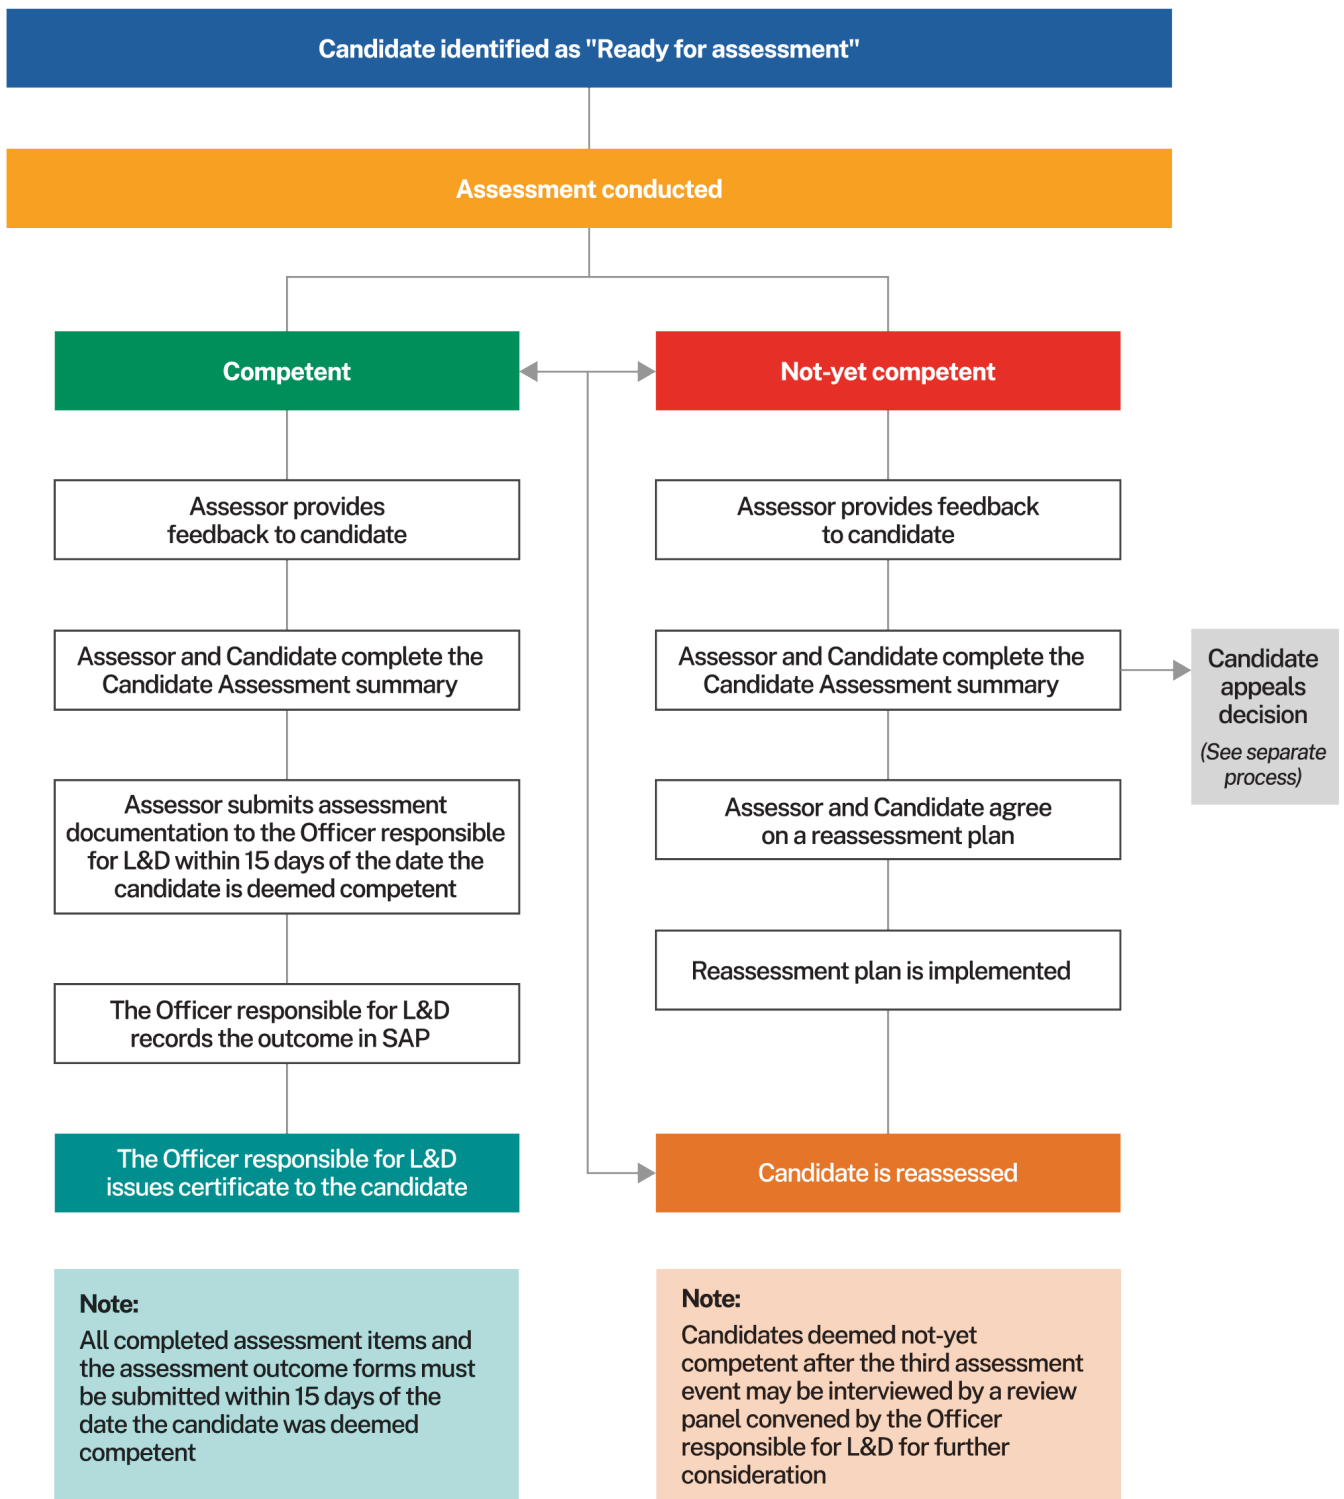 Candidate identified as "Ready for assessment"
Assessment conducted
Competent
Not-yet competent
Assessor provides
feedback to candidate
Assessor provides feedback
to candidate
Assessor and Candidate complete the
Candidate Assessment summary
Assessor and Candidate complete the
Candidate Assessment summary
Candidate
appeals
decision
(See separate
process)
Assessor submits assessment
documentation to the Officer responsible
for L&D within 15 days of the date the
candidate is deemed competent
Assessor and Candidate agree
on a reassessment plan
The Officer responsible for L&D
records the outcome in SAP
Reassessment plan is implemented
The Officer responsible for L&D
issues certificate to the candidate
Candidate is reassessed
Note:
All completed assessment items and
the assessment outcome forms must
be submitted within 15 days of the
date the candidate was deemed
competent
Note:
Candidates deemed not-yet
competent after the third assessment
event may be interviewed by a review
panel convened by the Officer
responsible for L&D for further
consideration